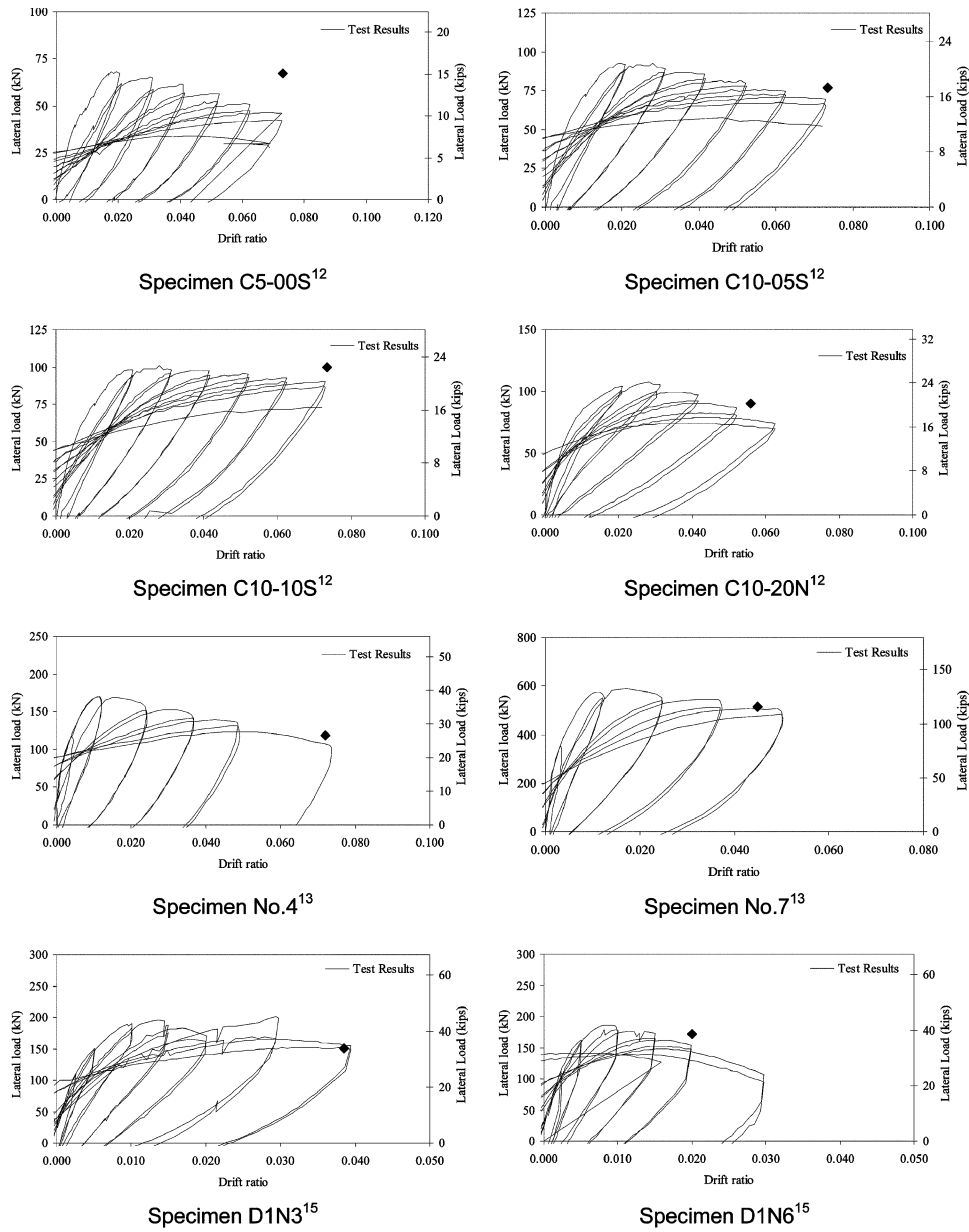 100
75
50
25
0
Lateral load (kN)
20
15
10
5
0
Lateral Load (kips)
Test Results
0.000 0.020 0.040 0.060 0.080 0.100 0.120
Drift ratio
Specimen C5-00S12
125
100
75
50
25
0
Lateral load (kN)
24
16
8
0
Lateral Load (kips)
Test Results
0.000 0.020 0.040 0.060 0.080 0.100
Drift ratio
Specimen C10-05S12
125
100
75
50
25
0
Lateral load (kN)
24
16
8
0
Lateral Load (kips)
Test Results
0.000 0.020 0.040 0.060 0.080 0.100
Drift ratio
Specimen C10-10S12
150
100
50
0
Lateral load (kN)
32
24
16
8
0
Lateral Load (kips)
Test Results
0.000 0.020 0.040 0.060 0.080 0.100
Drift ratio
Specimen C10-20N12
250
200
150
100
50
0
Lateral load (kN)
50
40
30
20
10
0
Lateral Load (kips)
Test Results
0.000 0.020 0.040 0.060 0.080 0.100
Drift ratio
Specimen No.413
800
600
400
200
0
Lateral load (kN)
150
100
50
0
Lateral Load (kips)
Test Results
0.000 0.020 0.040 0.060 0.080
Drift ratio
Specimen No.713
300
250
200
150
100
50
0
Lateral load (kN)
60
40
20
0
Lateral Load (kips)
Test Results
0.000 0.010 0.020 0.030 0.040 0.050
Drift ratio
Specimen D1N315
300
250
200
150
100
50
0
Lateral load (kN)
60
40
20
0
Lateral Load (kips)
Test Results
0.000 0.010 0.020 0.030 0.040 0.050
Drift ratio
Specimen D1N615